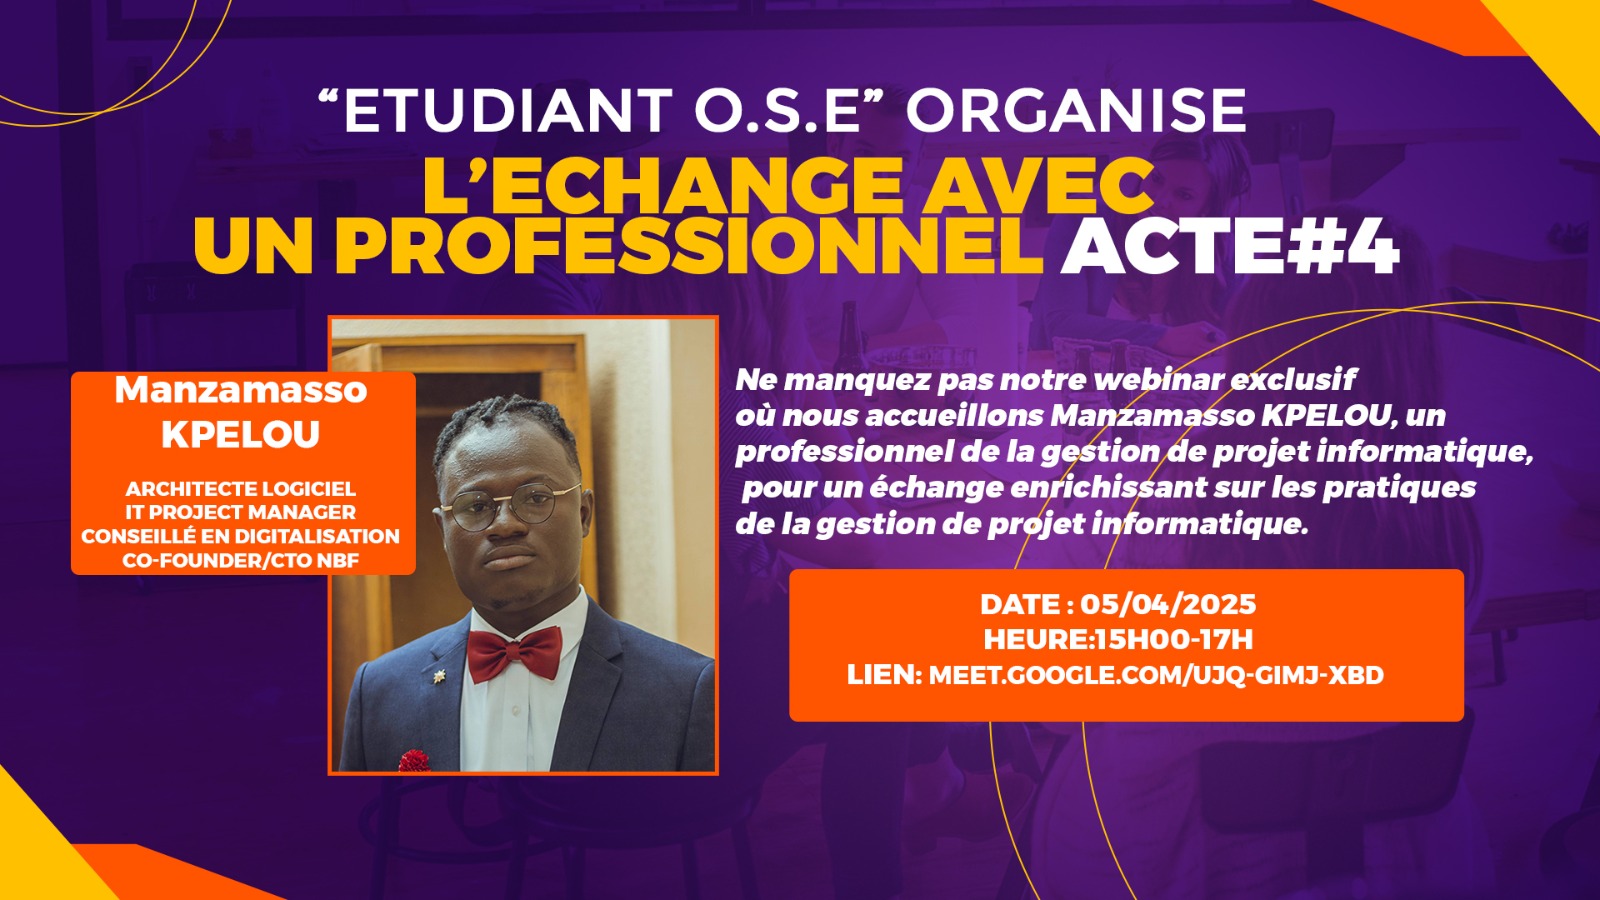 “ETUDIANT O.S.E” ORGANISE
L’ECHANGE AVEC
UN PROFESSIONNEL ACTE#4
Manzamasso
KPELOU
ARCHITECTE LOGICIEL
IT PROJECT MANAGER
CONSEILLÉ EN DIGITALISATION
CO-FOUNDER/CTO NBF
Ne manquez pas notre webinar exclusif
où nous accueillons Manzamasso KPELOU, un
professionnel de la gestion de projet informatique,
pour un échange enrichissant sur les pratiques
de la gestion de projet informatique.
DATE : 05/04/2025
HEURE:15H00-17H
LIEN: MEET.GOOGLE.COM/UJQ-GIMJ-XBD